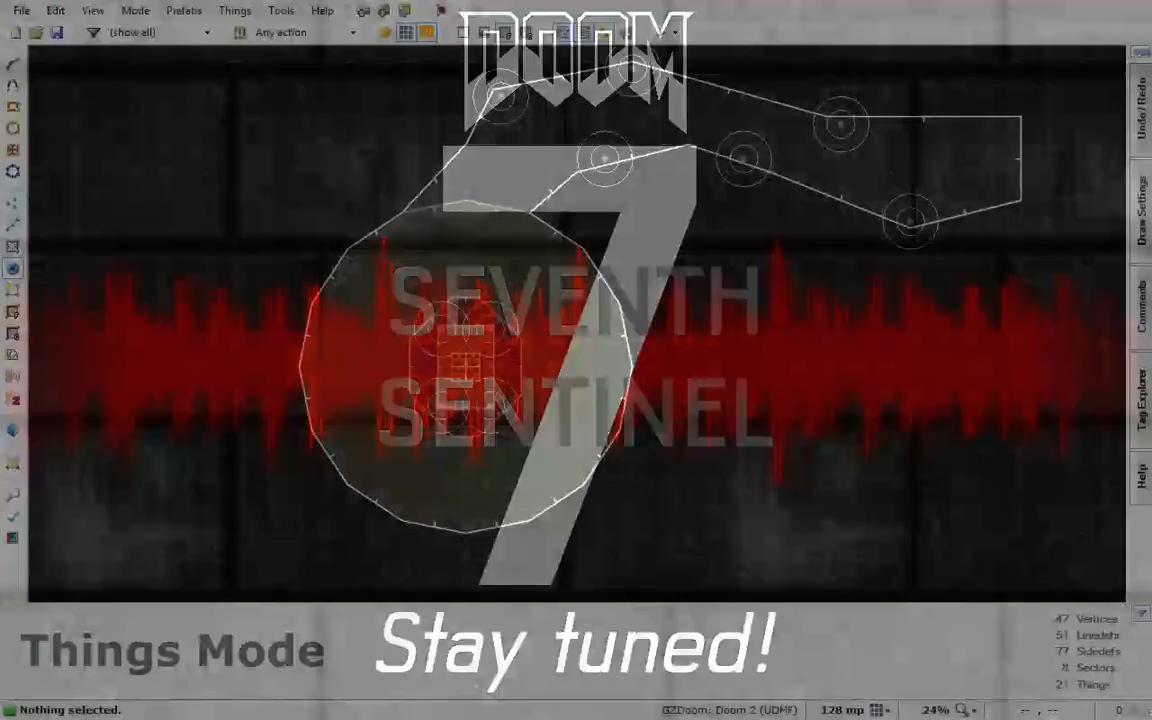 File Edit View Mode Prefabs Things Tools Help
(show all) Any action
DOOM
7
SEVENTH
SENTINEL
Stay tuned!
Undo / Redo
Draw Settings
Comments
Tag Explorer
Help
Things Mode
47 Vertices
51 Linedefs
77 Sidedefs
8 Sectors
21 Things
Nothing selected. GZDoom: Doom 2 (UDMF) 128 mp 24% -- , -- 0